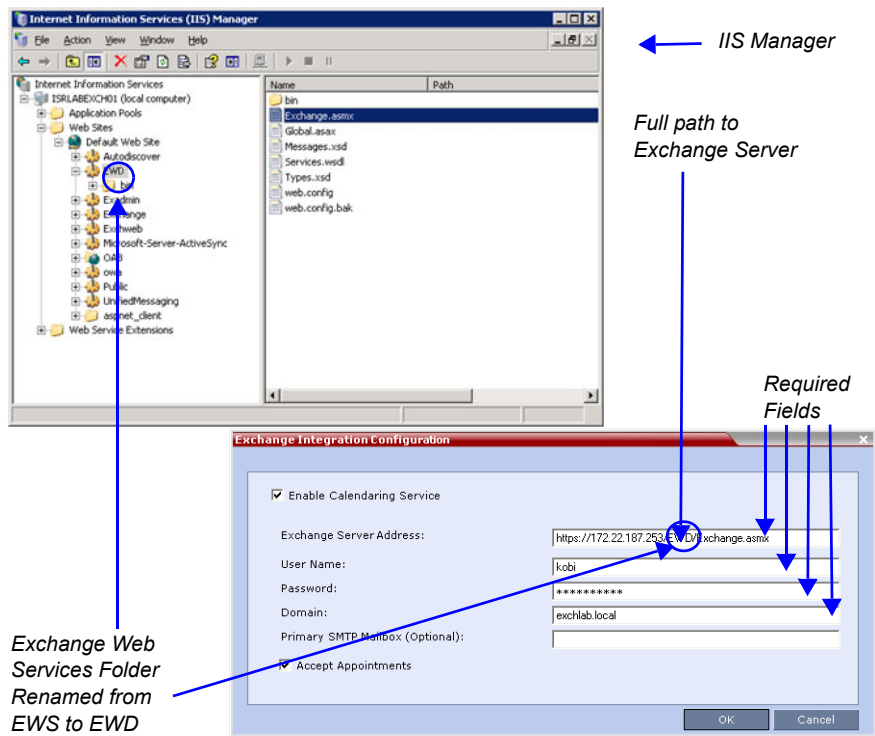 Internet Information Services (IIS) Manager
File Action View Window Help
IIS Manager
Internet Information Services
ISRLABEXCH01 (local computer)
Application Pools
Web Sites
Default Web Site
Autodiscover
EWD
bin
Exadmin
Exchange
Exchweb
Microsoft-Server-ActiveSync
OAB
owa
Public
UnifiedMessaging
aspnet_client
Web Service Extensions
Name Path
bin
Exchange.asmx
Global.asax
Messages.xsd
Services.wsdl
Types.xsd
web.config
web.config.bak
Full path to
Exchange Server
Required
Fields
Exchange Integration Configuration
Enable Calendaring Service
Exchange Server Address: https://172.22.187.253/EWD/Exchange.asmx
User Name: kobi
Password: **********
Domain: exchlab.local
Primary SMTP Mailbox (Optional):
Accept Appointments
OK Cancel
Exchange Web
Services Folder
Renamed from
EWS to EWD